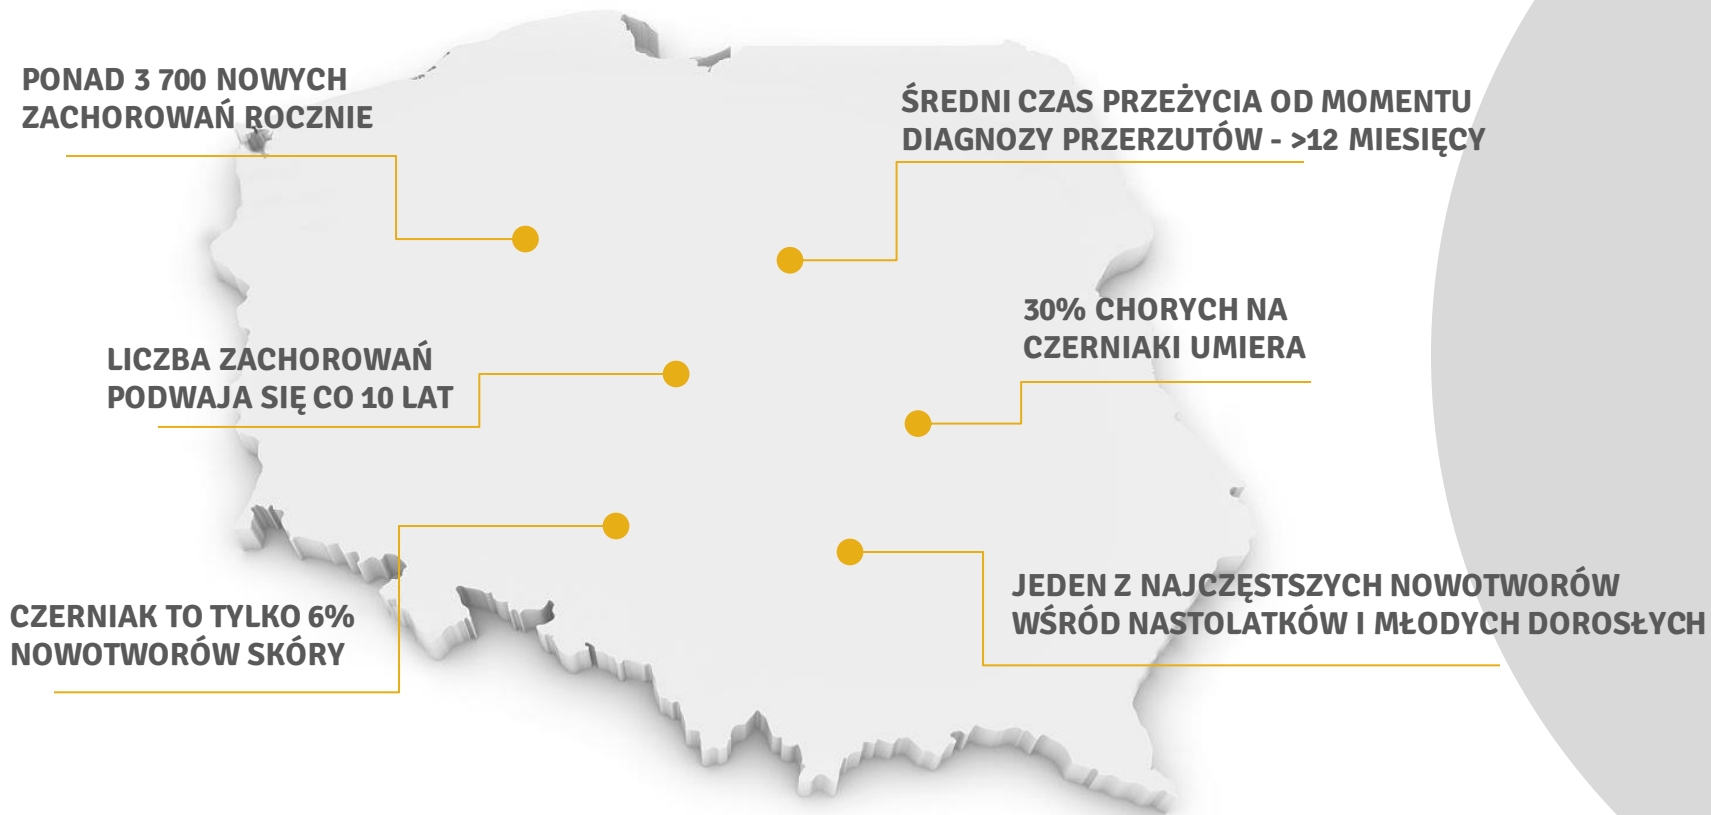 PONAD 3 700 NOWYCH
ZACHOROWAŃ ROCZNIE
ŚREDNI CZAS PRZEŻYCIA OD MOMENTU
DIAGNOZY PRZERZUTÓW - >12 MIESIĘCY
30% CHORYCH NA
CZERNIAKI UMIERA
LICZBA ZACHOROWAŃ
PODWAJA SIĘ CO 10 LAT
JEDEN Z NAJCZĘSTSZYCH NOWOTWORÓW
WŚRÓD NASTOLATKÓW I MŁODYCH DOROSŁYCH
CZERNIAK TO TYLKO 6%
NOWOTWORÓW SKÓRY